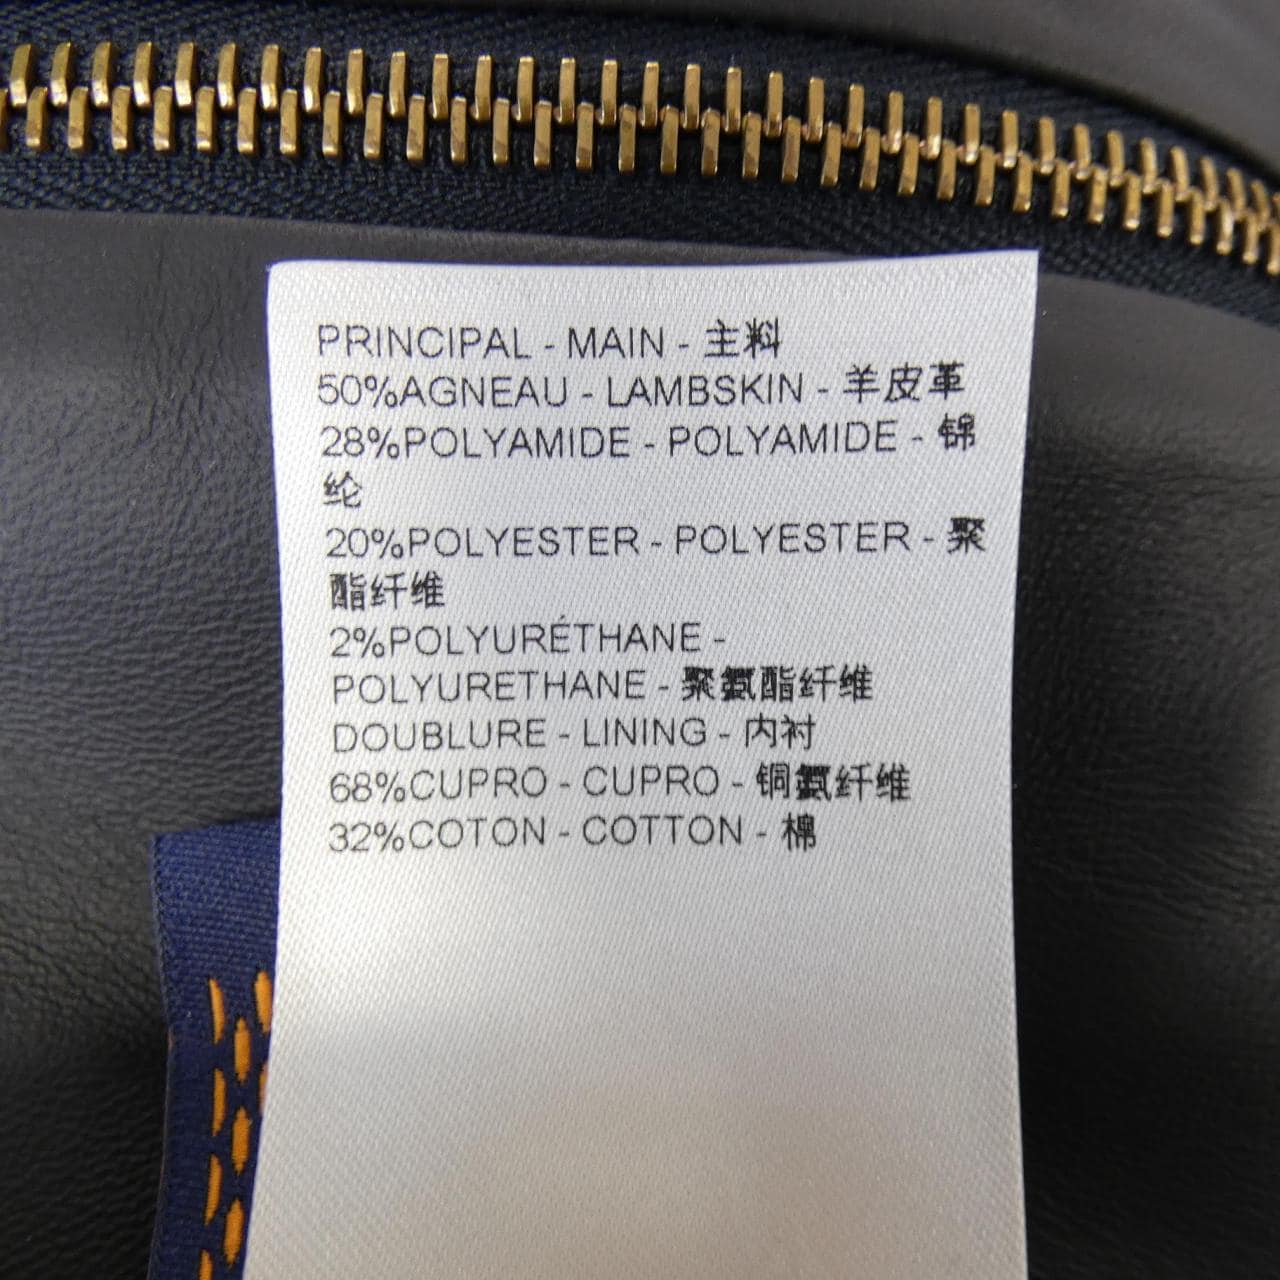 PRINCIPAL - MAIN - 主料
50%AGNEAU - LAMBSKIN - 羊皮革
28%POLYAMIDE - POLYAMIDE - 锦
纶
20%POLYESTER - POLYESTER - 聚
酯纤维
2%POLYURÉTHANE -
POLYURETHANE - 聚氨酯纤维
DOUBLURE - LINING - 内衬
68%CUPRO - CUPRO - 铜氨纤维
32%COTON - COTTON - 棉